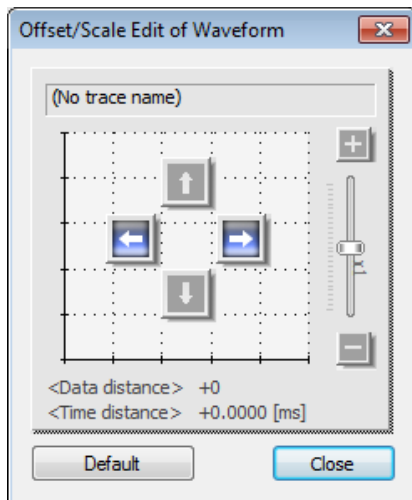 Offset/Scale Edit of Waveform
(No trace name)
<Data distance> +0
<Time distance> +0.0000 [ms]
Default
Close